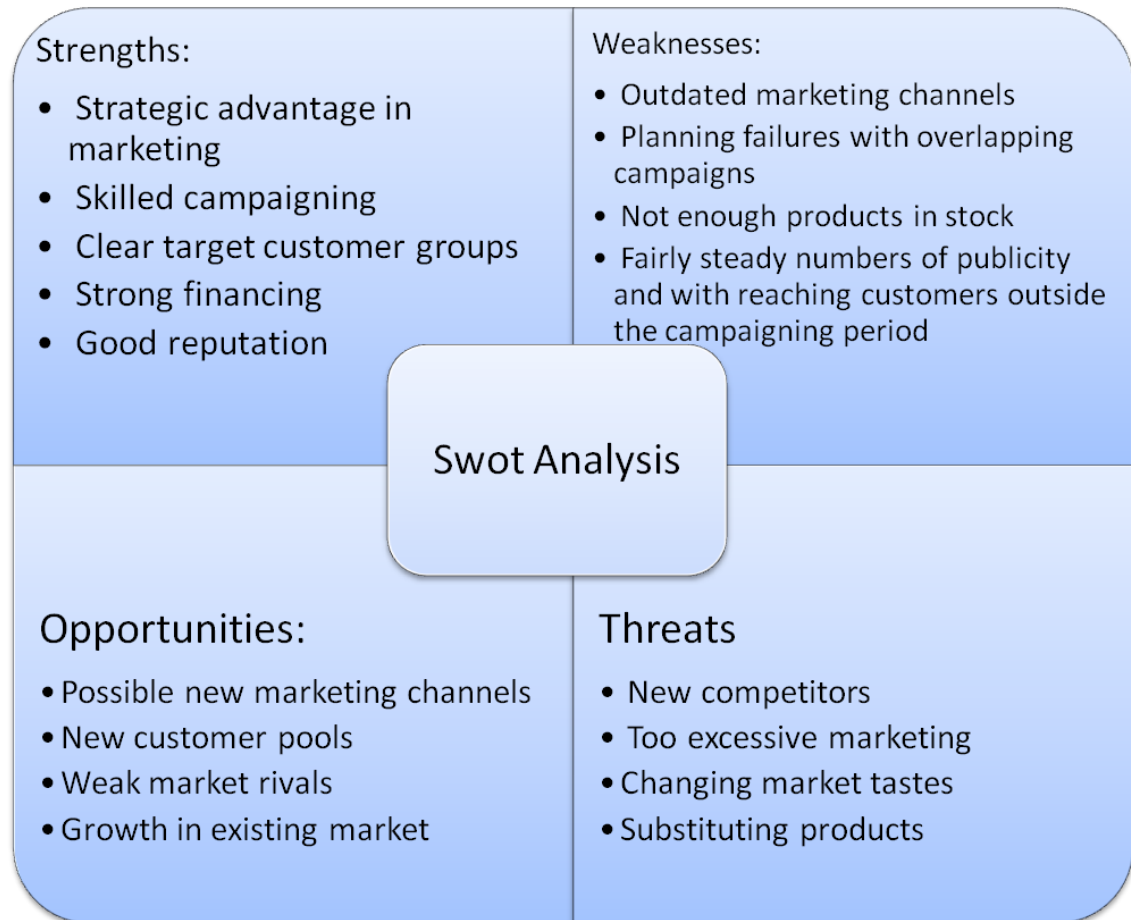 Strengths:
• Strategic advantage in
marketing
• Skilled campaigning
• Clear target customer groups
• Strong financing
• Good reputation
Weaknesses:
• Outdated marketing channels
• Planning failures with overlapping
campaigns
• Not enough products in stock
• Fairly steady numbers of publicity
and with reaching customers outside
the campaigning period
Swot Analysis
Opportunities:
• Possible new marketing channels
• New customer pools
• Weak market rivals
• Growth in existing market
Threats
• New competitors
• Too excessive marketing
• Changing market tastes
• Substituting products